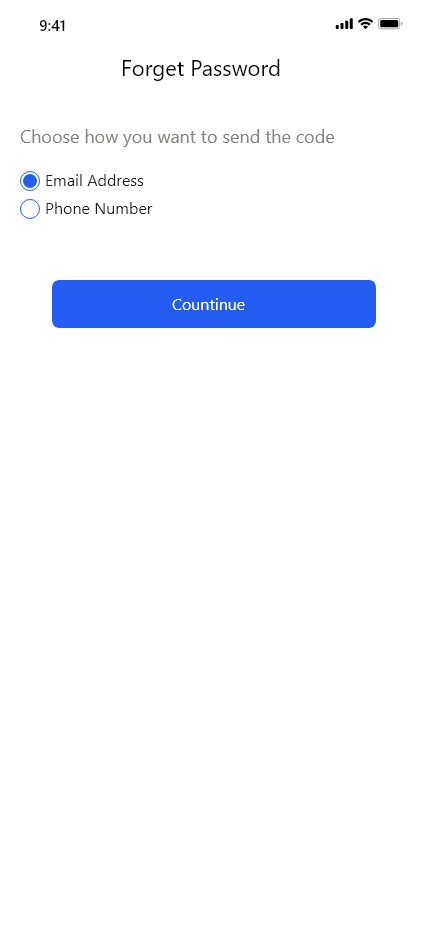 9:41
Forget Password
Choose how you want to send the code
Email Address
Phone Number
Countinue